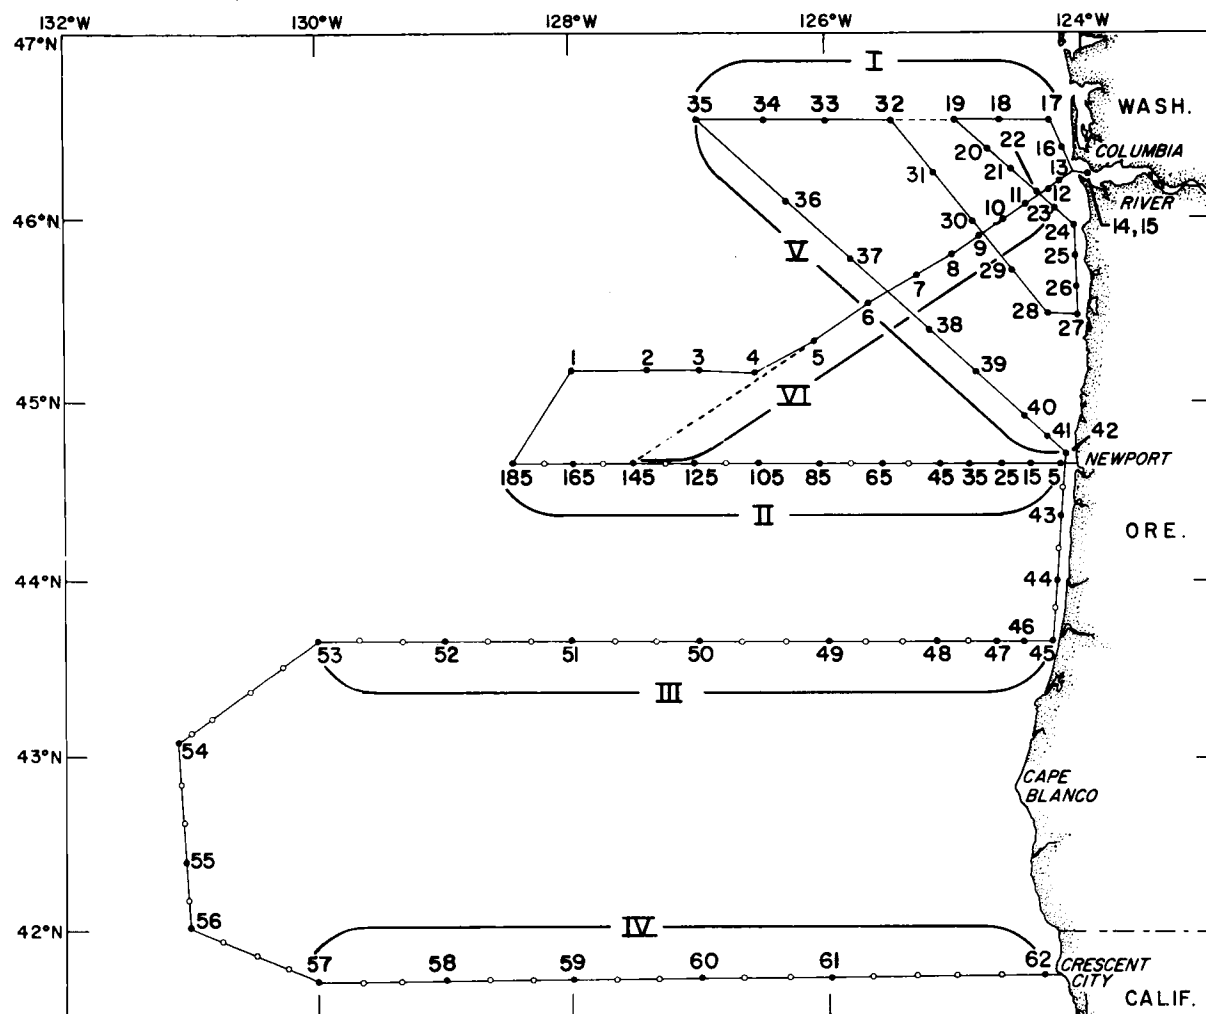 132°W 130°W 128°W 126°W 124°W
47°N
I
35 34 33 32 19 18 17
WASH.
22
20 21 16 COLUMBIA
31 13
11 12 RIVER
36 10 23
46°N 30 24 14,15
9
V 37 8 29 25
7 26
6 38 28 27
1 2 3 4 5
39
45°N VI 40
41 42
NEWPORT
185 165 145 125 105 85 65 45 35 25 15 5
II 43
ORE.
44°N 44
46
53 52 51 50 49 48 47 45
III
54
43°N
CAPE
BLANCO
55
56
42°N IV
57 58 59 60 61 62 CRESCENT
CITY
CALIF.